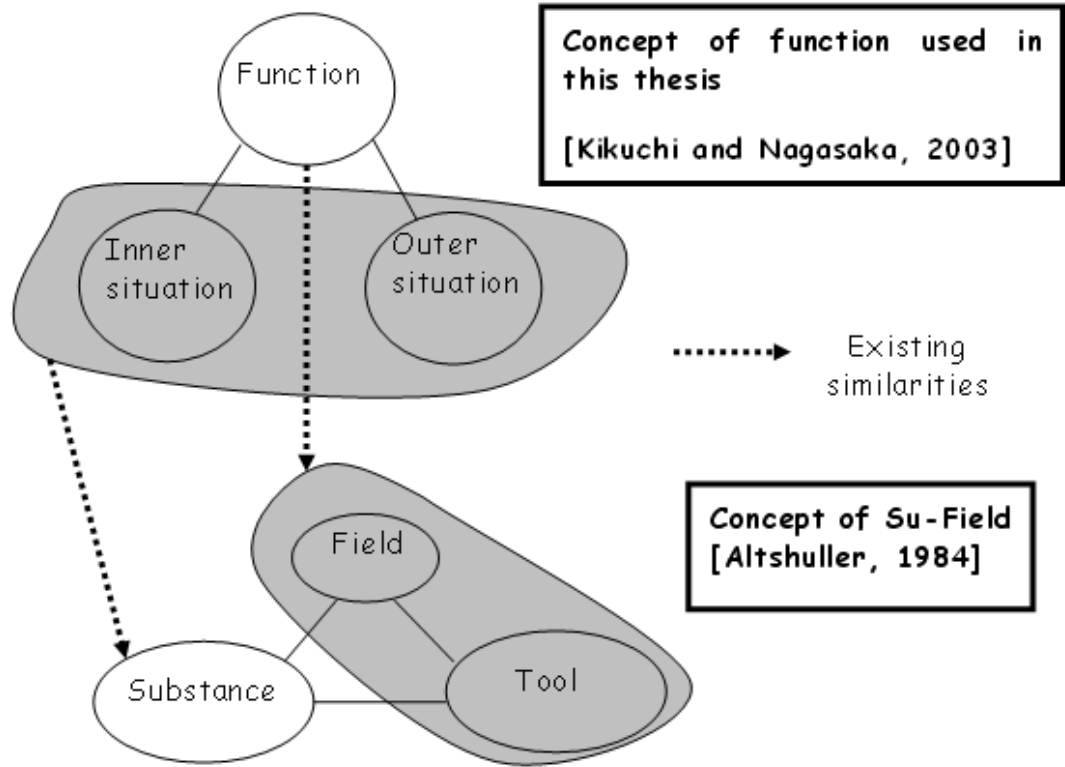 Function
Concept of function used in
this thesis
[Kikuchi and Nagasaka, 2003]
Inner
situation
Outer
situation
Existing
similarities
Field
Concept of Su-Field
[Altshuller, 1984]
Substance
Tool